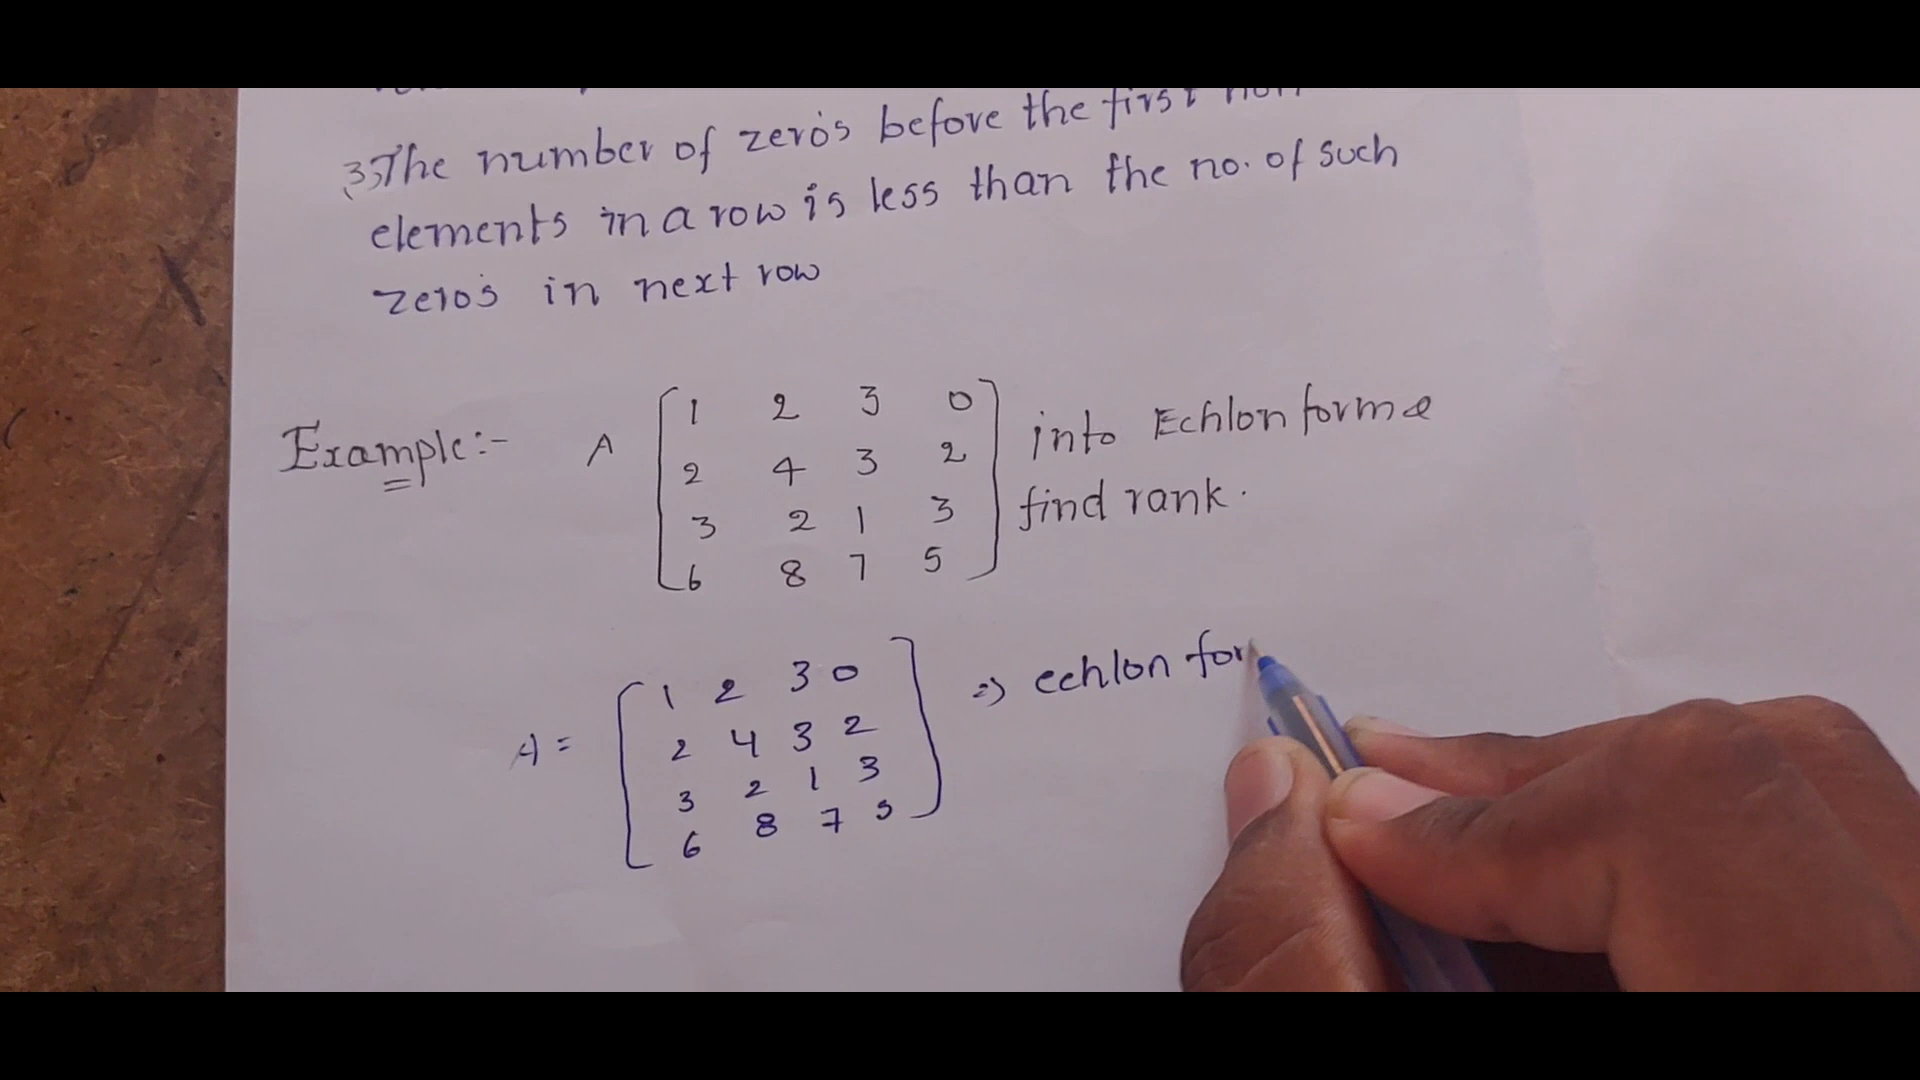 (3) The number of zero's before the first non
elements in a row is less than the no. of such
zero's in next row
Example:- A [1 2 3 0 into Echlon form &
2 4 3 2
3 2 1 3 find rank.
6 8 7 5]
A = [1 2 3 0 => echlon for
2 4 3 2
3 2 1 3
6 8 7 5]